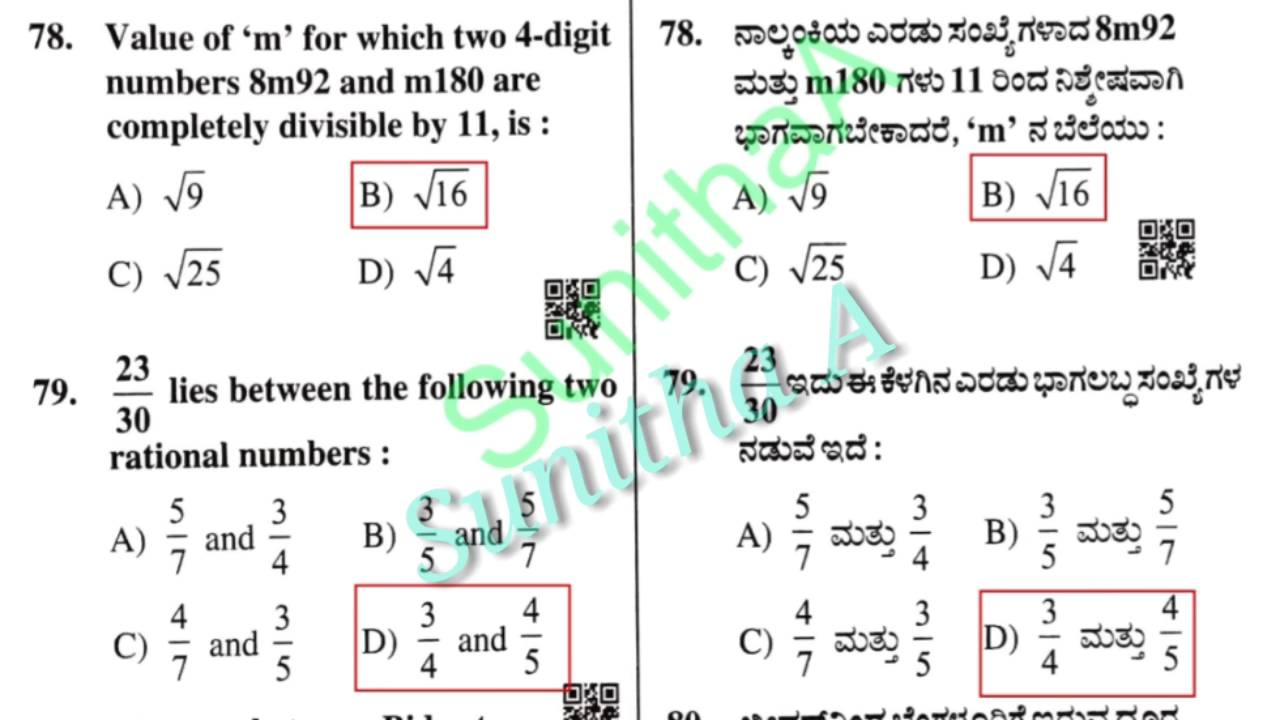 78. Value of ‘m’ for which two 4-digit
numbers 8m92 and m180 are
completely divisible by 11, is :
A) √9
B) √16
C) √25
D) √4
79. 23/30 lies between the following two
rational numbers :
A) 5/7 and 3/4
B) 3/5 and 5/7
C) 4/7 and 3/5
D) 3/4 and 4/5
78. ನಾಲ್ಕಂಕಿಯ ಎರಡು ಸಂಖ್ಯೆಗಳಾದ 8m92
ಮತ್ತು m180 ಗಳು 11 ರಿಂದ ನಿಶ್ಶೇಷವಾಗಿ
ಭಾಗವಾಗಬೇಕಾದರೆ, ‘m’ ನ ಬೆಲೆಯು :
A) √9
B) √16
C) √25
D) √4
79. 23/30 ಇದು ಈ ಕೆಳಗಿನ ಎರಡು ಭಾಗಲಬ್ಧ ಸಂಖ್ಯೆಗಳ
ನಡುವೆ ಇದೆ :
A) 5/7 ಮತ್ತು 3/4
B) 3/5 ಮತ್ತು 5/7
C) 4/7 ಮತ್ತು 3/5
D) 3/4 ಮತ್ತು 4/5
SunithaA
Sunitha A